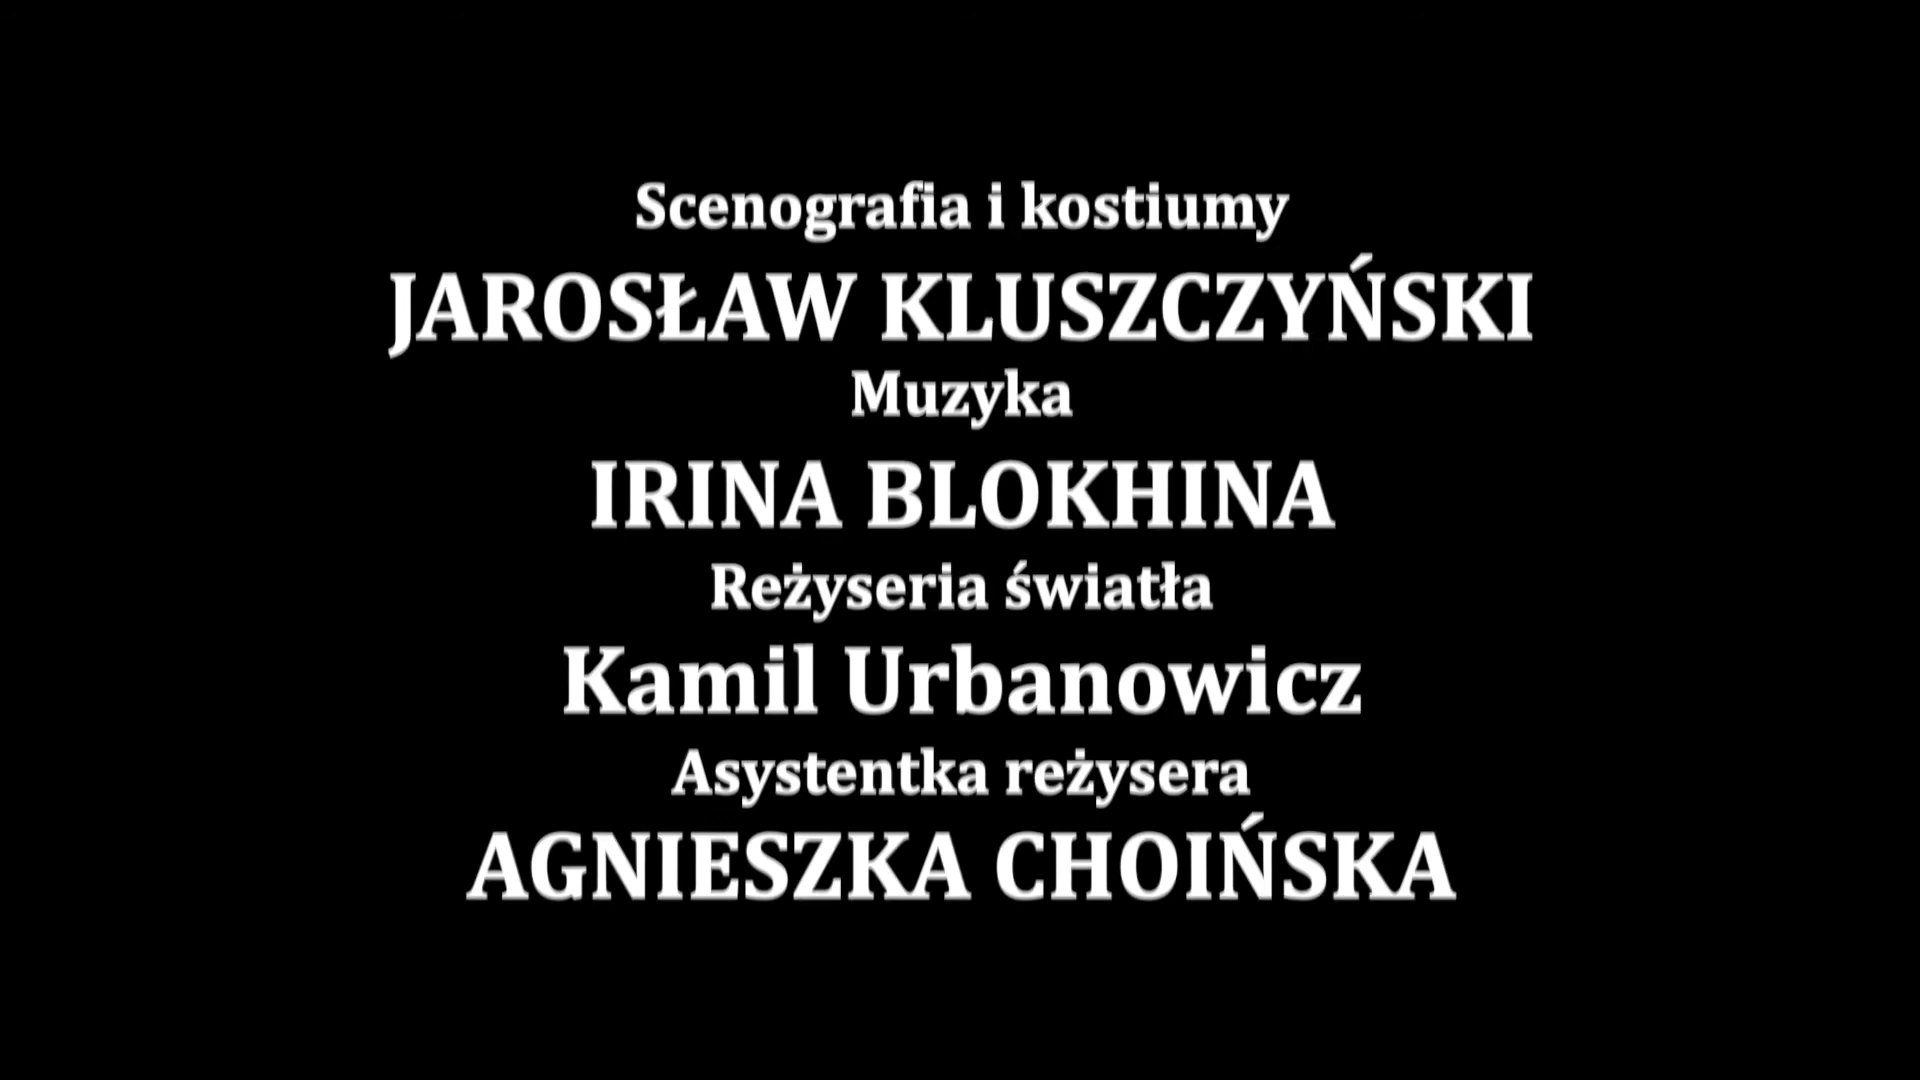 Scenografia i kostiumy
JAROSŁAW KLUSZCZYŃSKI
Muzyka
IRINA BLOKHINA
Reżyseria światła
Kamil Urbanowicz
Asystentka reżysera
AGNIESZKA CHOIŃSKA